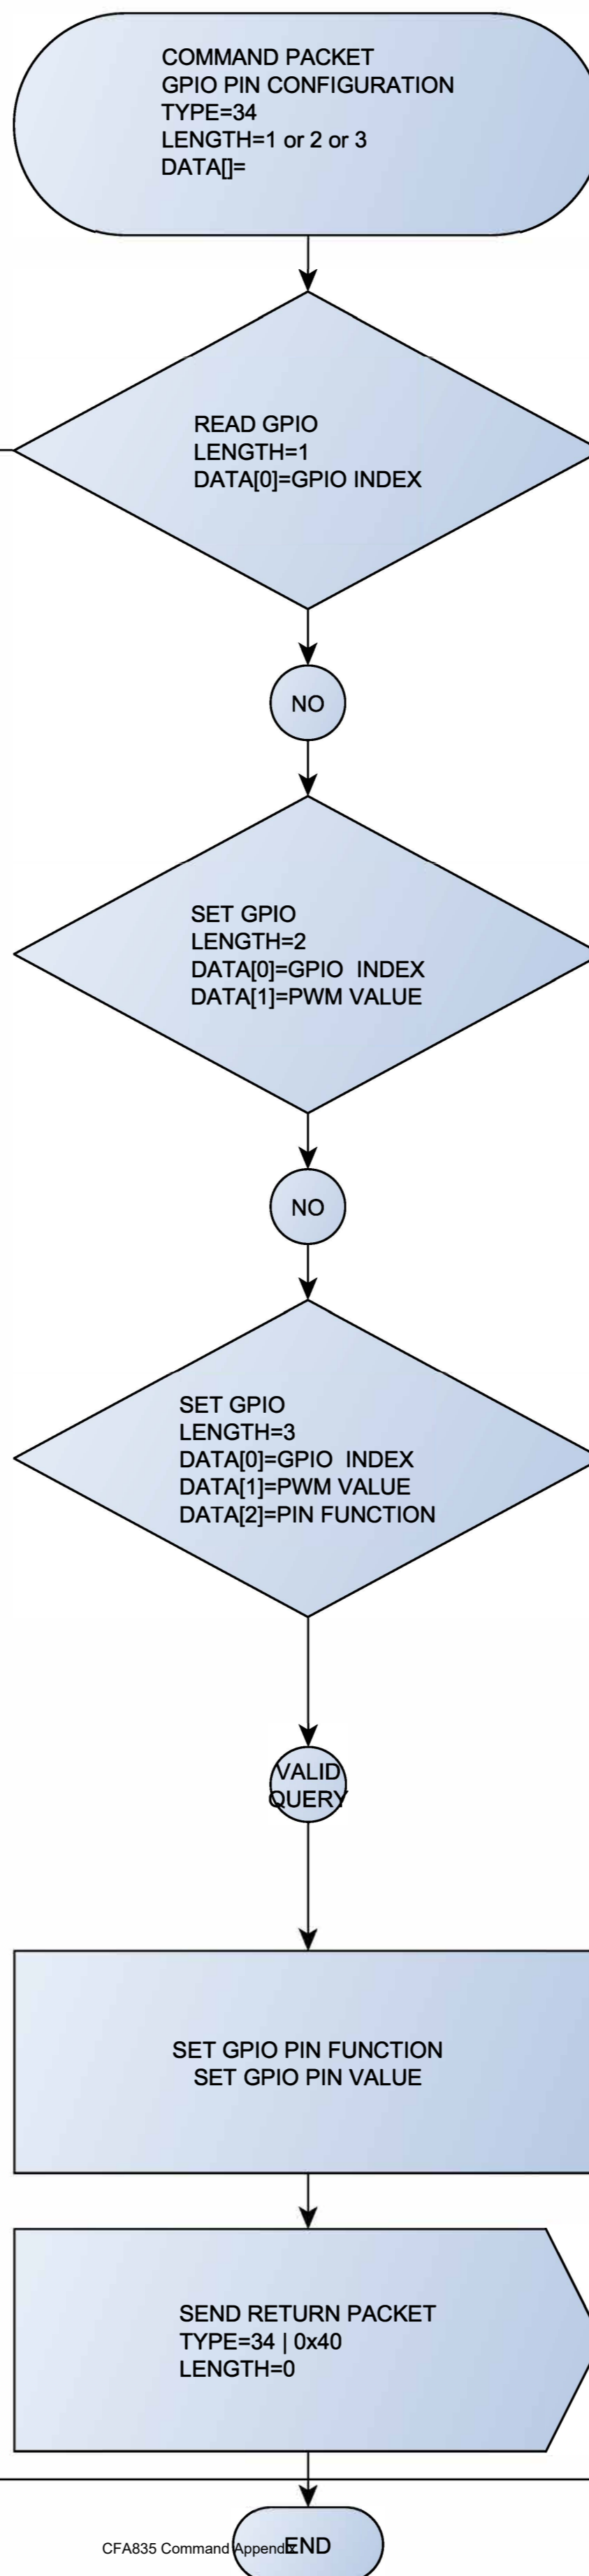 COMMAND PACKET
GPIO PIN CONFIGURATION
TYPE=34
LENGTH=1 or 2 or 3
DATA[]=
READ GPIO
LENGTH=1
DATA[0]=GPIO INDEX
NO
SET GPIO
LENGTH=2
DATA[0]=GPIO  INDEX
DATA[1]=PWM VALUE
NO
SET GPIO
LENGTH=3
DATA[0]=GPIO  INDEX
DATA[1]=PWM VALUE
DATA[2]=PIN FUNCTION
VALID
QUERY
SET GPIO PIN FUNCTION
SET GPIO PIN VALUE
SEND RETURN PACKET
TYPE=34 | 0x40
LENGTH=0
END
CFA835 Command Appendix